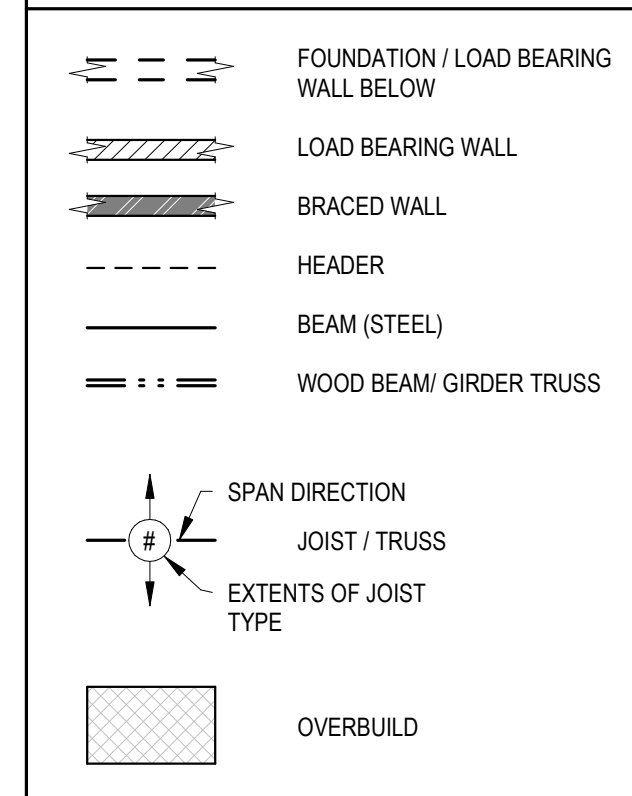 FOUNDATION / LOAD BEARING
WALL BELOW
LOAD BEARING WALL
BRACED WALL
HEADER
BEAM (STEEL)
WOOD BEAM/ GIRDER TRUSS
SPAN DIRECTION
#
JOIST / TRUSS
EXTENTS OF JOIST
TYPE
OVERBUILD